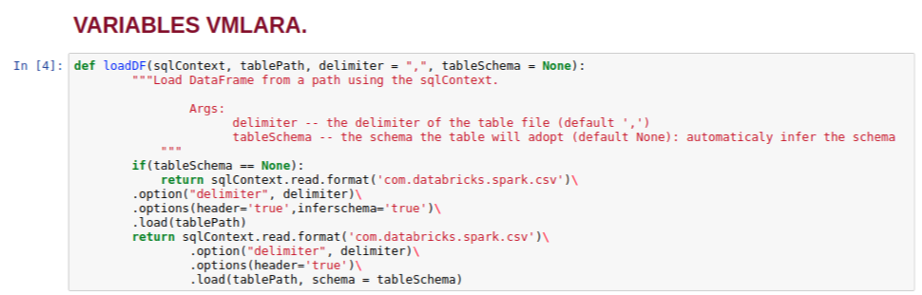 VARIABLES VMLARA.
In [4]: def loadDF(sqlContext, tablePath, delimiter = ",", tableSchema = None):
"""Load DataFrame from a path using the sqlContext.
Args:
delimiter -- the delimiter of the table file (default ',')
tableSchema -- the schema the table will adopt (default None): automaticaly infer the schema
"""
if(tableSchema == None):
return sqlContext.read.format('com.databricks.spark.csv')\
.option("delimiter", delimiter)\
.options(header='true',inferschema='true')\
.load(tablePath)
return sqlContext.read.format('com.databricks.spark.csv')\
.option("delimiter", delimiter)\
.options(header='true')\
.load(tablePath, schema = tableSchema)